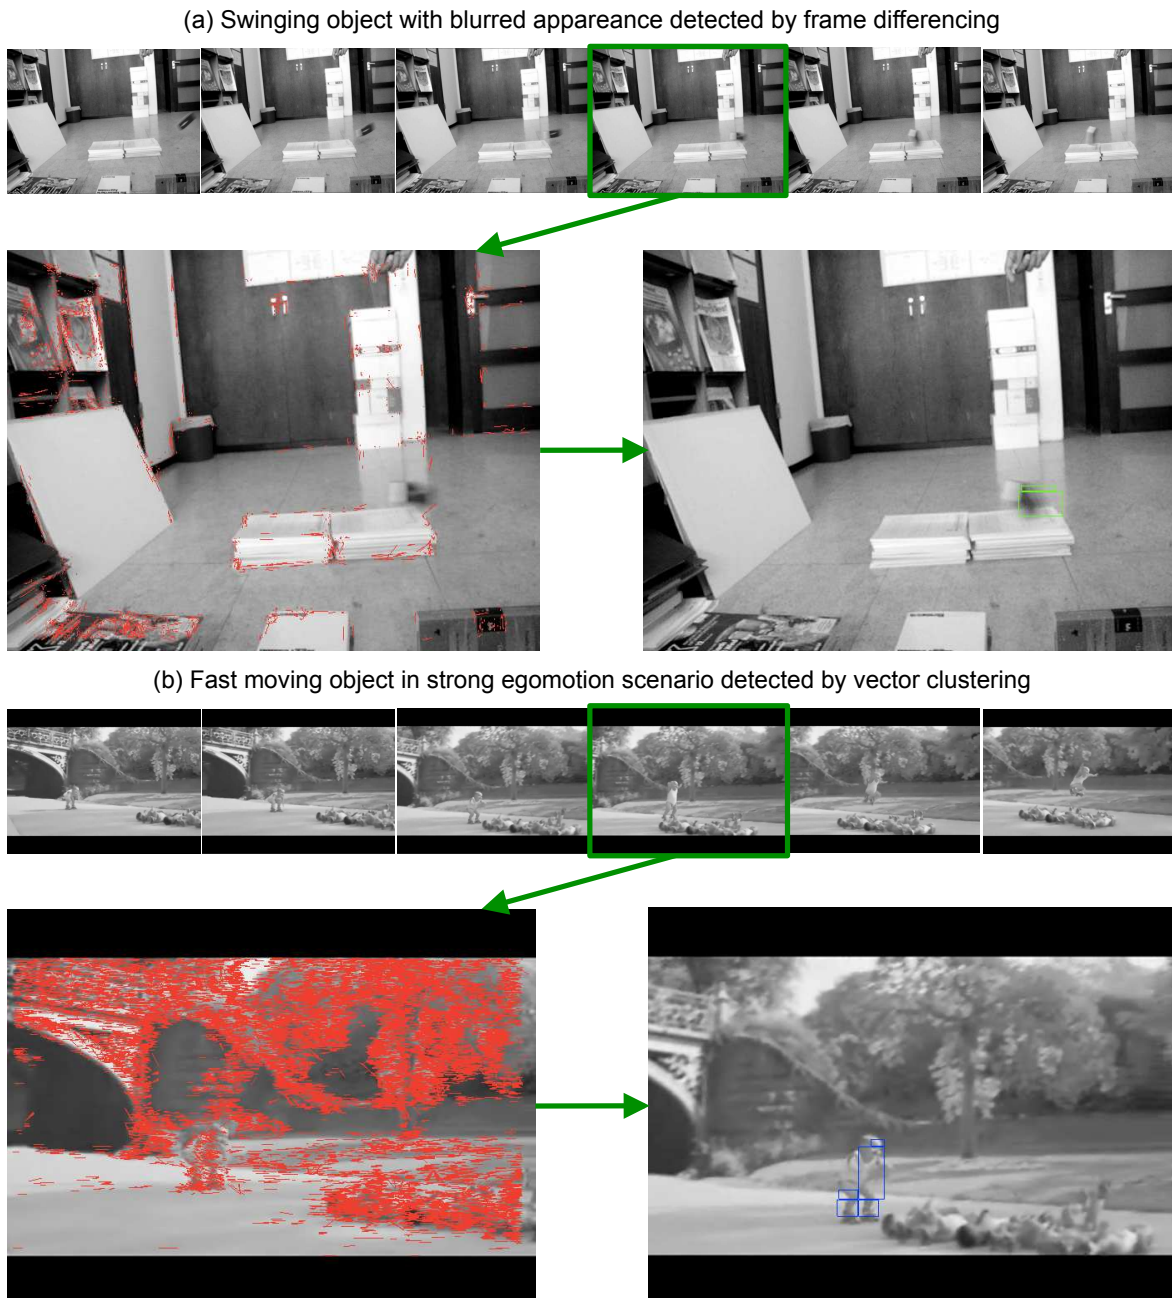 (a) Swinging object with blurred appareance detected by frame differencing
(b) Fast moving object in strong egomotion scenario detected by vector clustering